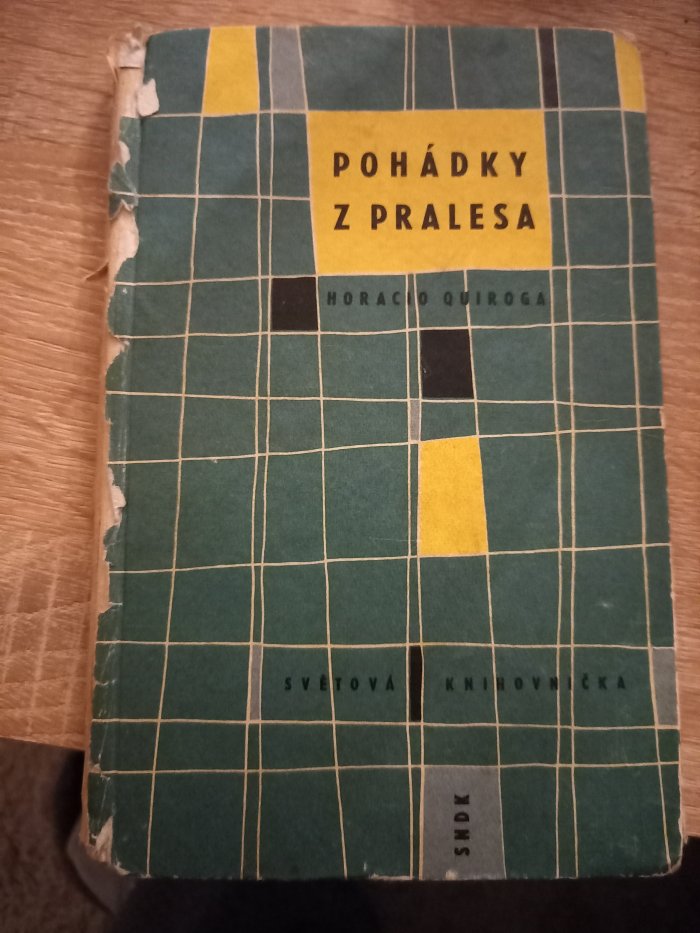 POHÁDKY
Z PRALESA
HORACIO QUIROGA
SVĚTOVÁ KNIHOVNIČKA
SNDK